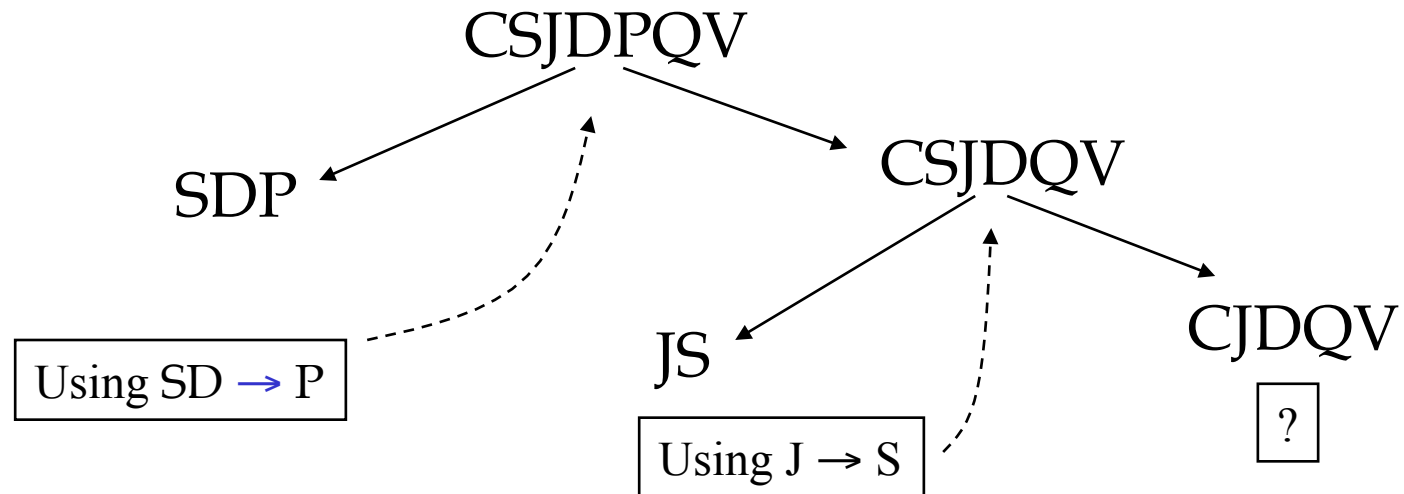 CSJDPQV
SDP
CSJDQV
Using SD → P
JS
CJDQV
Using J → S
?